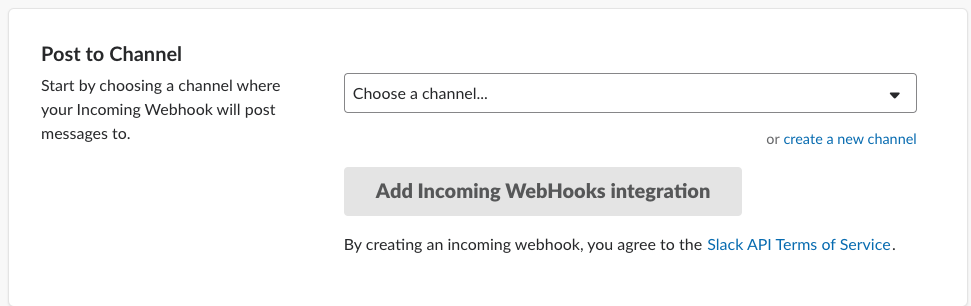 Post to Channel
Start by choosing a channel where
your Incoming Webhook will post
messages to.
Choose a channel...
or create a new channel
Add Incoming WebHooks integration
By creating an incoming webhook, you agree to the Slack API Terms of Service.